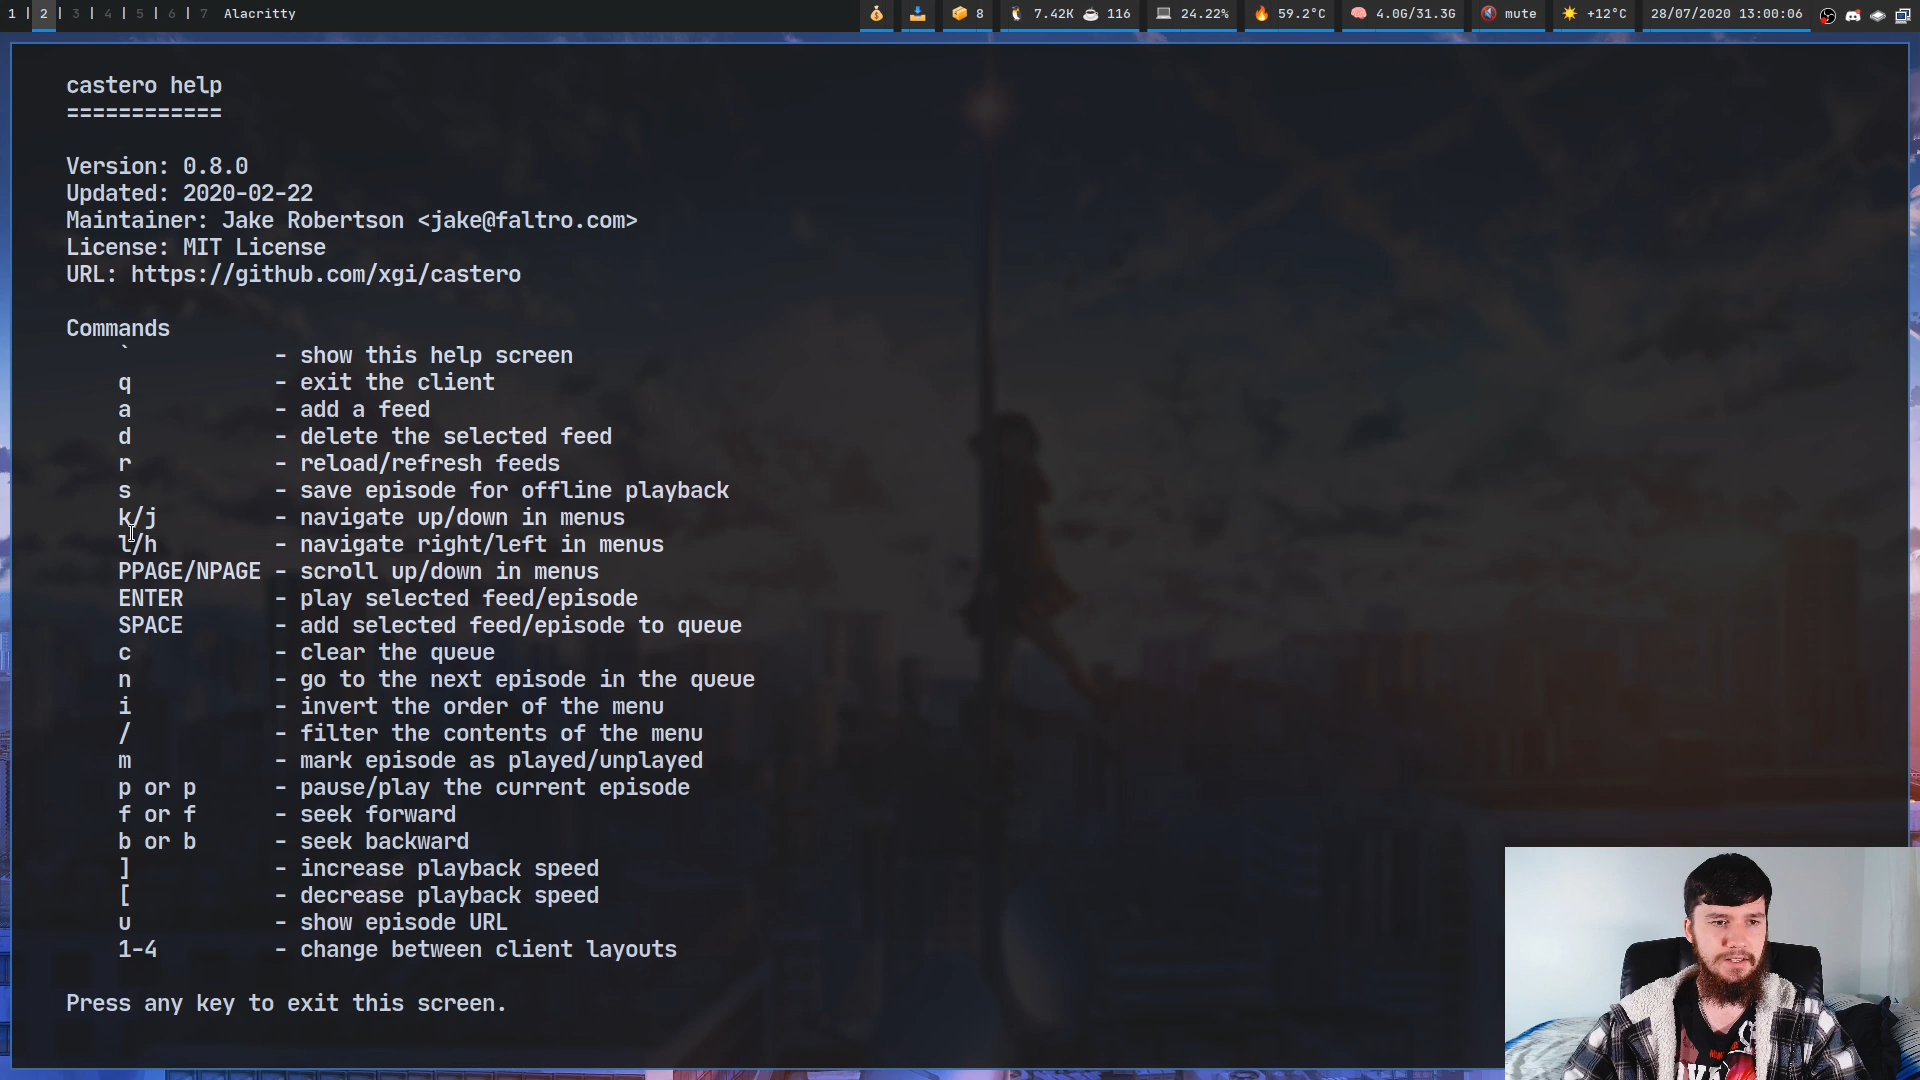 1 | 2 | 3 | 4 | 5 | 6 | 7 Alacritty
8 7.42K 116 24.22% 59.2°C 4.0G/31.3G mute +12°C 28/07/2020 13:00:06
castero help
============
Version: 0.8.0
Updated: 2020-02-22
Maintainer: Jake Robertson <jake@faltro.com>
License: MIT License
URL: https://github.com/xgi/castero
Commands
` - show this help screen
q - exit the client
a - add a feed
d - delete the selected feed
r - reload/refresh feeds
s - save episode for offline playback
k/j - navigate up/down in menus
l/h - navigate right/left in menus
PPAGE/NPAGE - scroll up/down in menus
ENTER - play selected feed/episode
SPACE - add selected feed/episode to queue
c - clear the queue
n - go to the next episode in the queue
i - invert the order of the menu
/ - filter the contents of the menu
m - mark episode as played/unplayed
p or p - pause/play the current episode
f or f - seek forward
b or b - seek backward
] - increase playback speed
[ - decrease playback speed
u - show episode URL
1-4 - change between client layouts
Press any key to exit this screen.